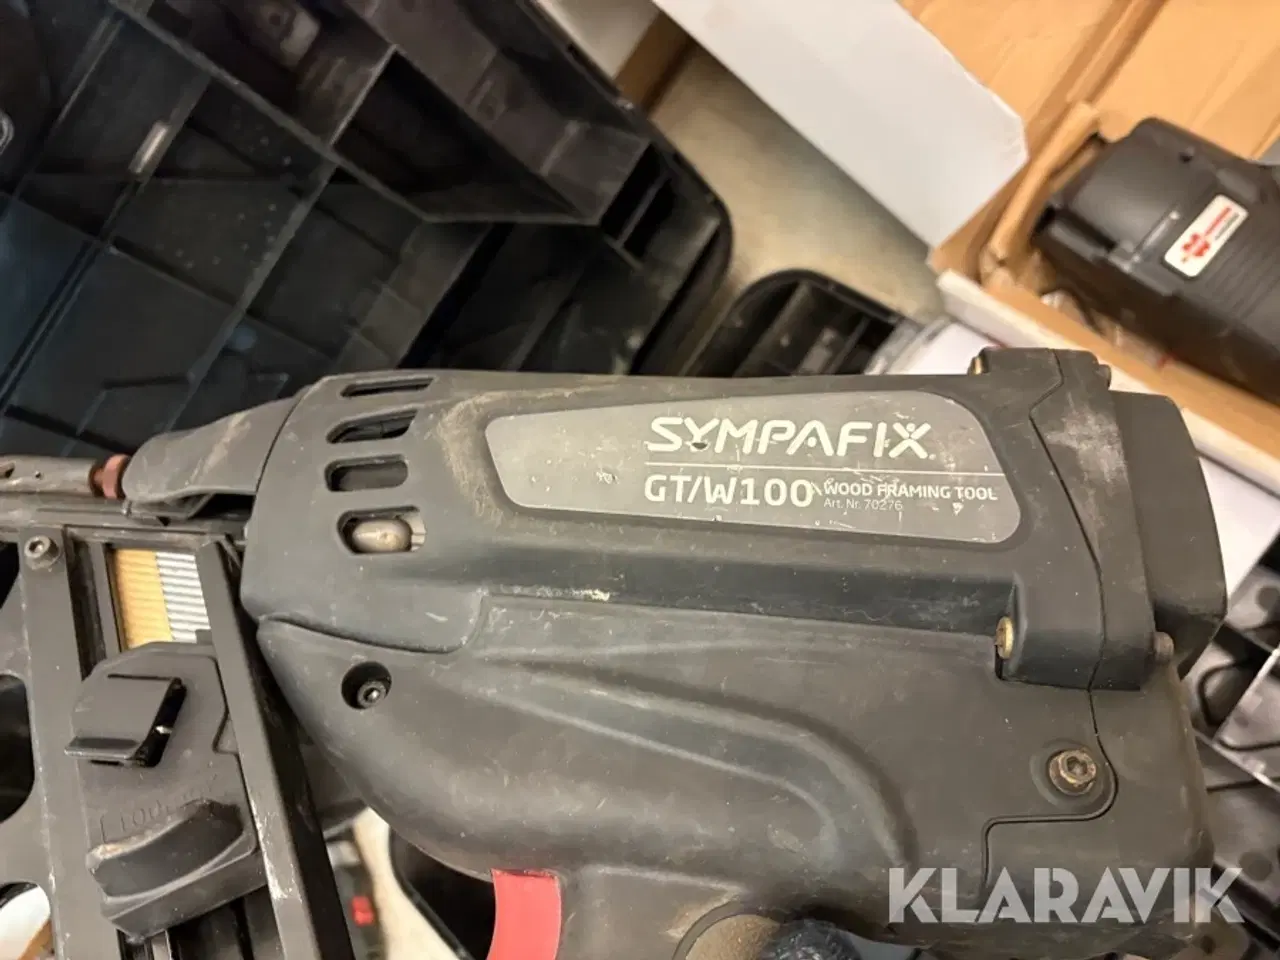 SYMPAFIX
GT/W100 WOOD FRAMING TOOL
Art. Nr. 70276
KLARAVIK